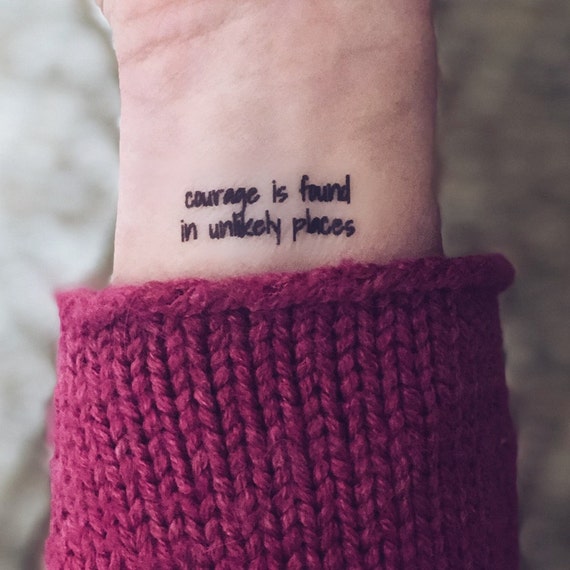 courage is found
in unlikely places